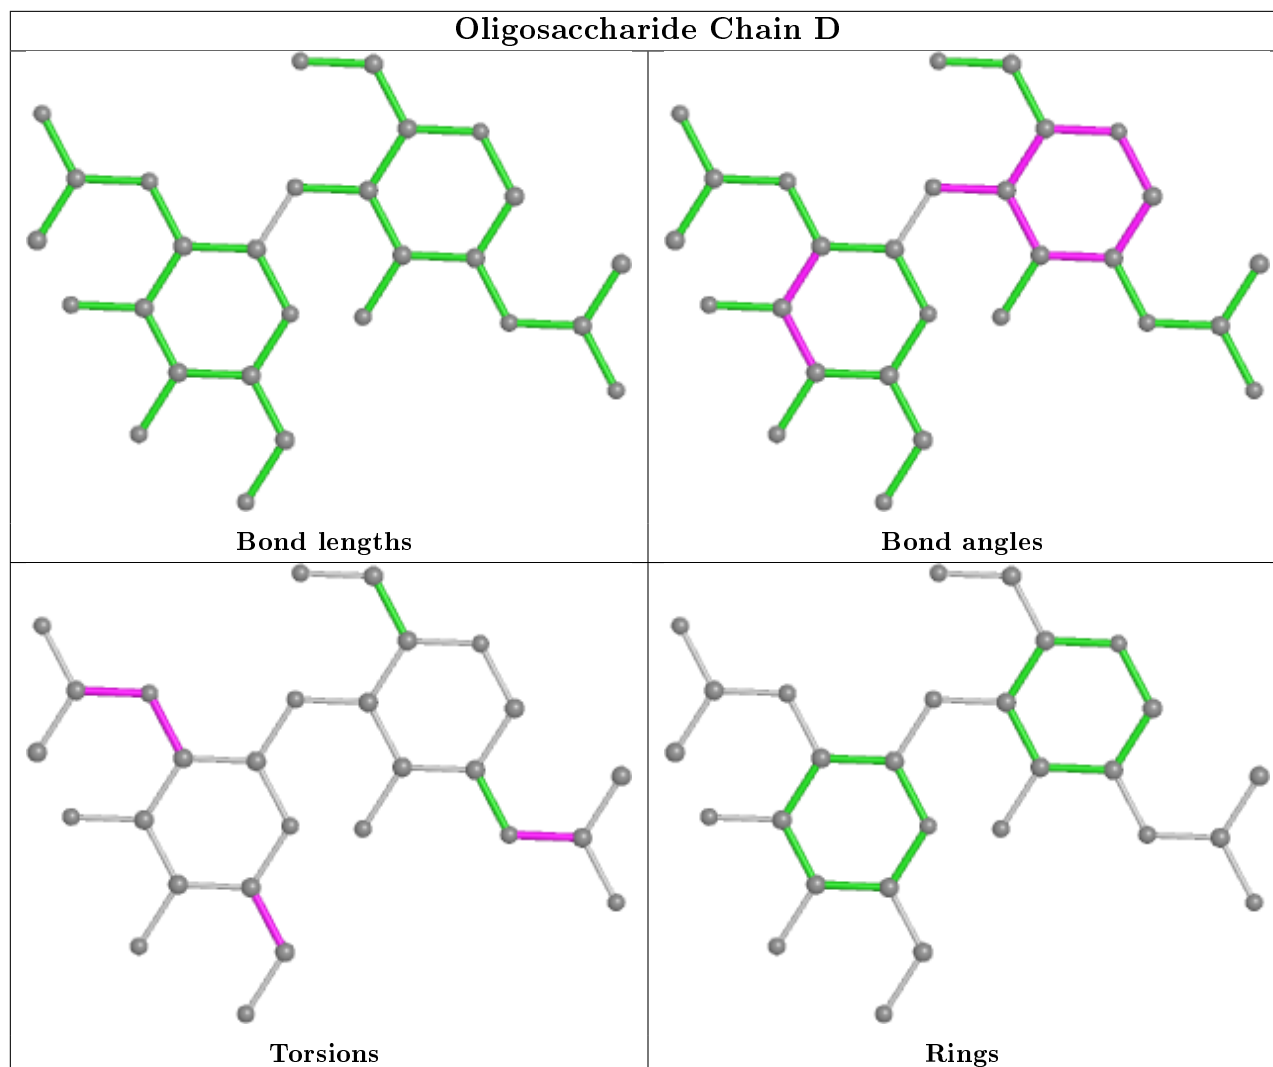 Oligosaccharide Chain D
Bond lengths
Bond angles
Torsions
Rings